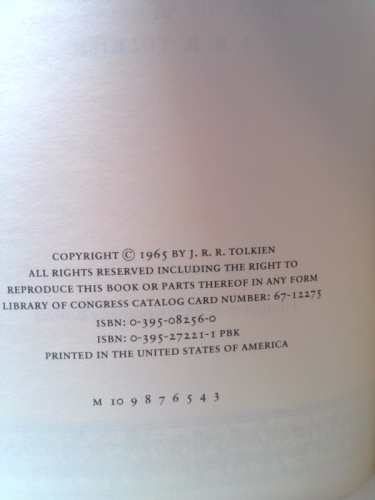 COPYRIGHT © 1965 BY J. R. R. TOLKIEN
ALL RIGHTS RESERVED INCLUDING THE RIGHT TO
REPRODUCE THIS BOOK OR PARTS THEREOF IN ANY FORM
LIBRARY OF CONGRESS CATALOG CARD NUMBER: 67-12275
ISBN: 0-395-08256-0
ISBN: 0-395-27221-1 PBK
PRINTED IN THE UNITED STATES OF AMERICA
M 10 9 8 7 6 5 4 3